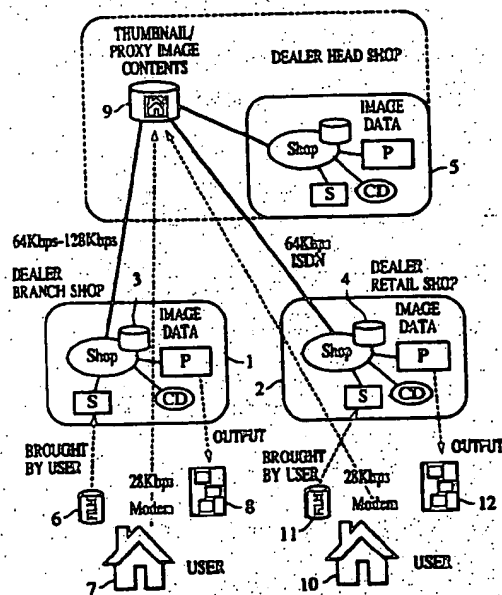 THUMBNAIL/
PROXY IMAGE
CONTENTS
DEALER HEAD SHOP
9
IMAGE
DATA
Shop
P
S
CD
5
64Kbps-128Kbps
64Kbps
ISDN
DEALER
BRANCH SHOP
3
IMAGE
DATA
Shop
P
S
CD
1
4
DEALER
RETAIL SHOP
IMAGE
DATA
Shop
P
S
CD
2
BROUGHT
BY USER
6
28Kbps
Modem
OUTPUT
8
7
USER
BROUGHT
BY USER
11
28Kbps
Modem
OUTPUT
12
10
USER